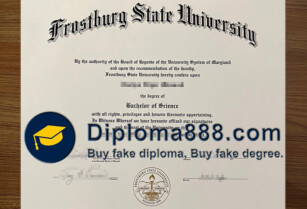 Frostburg State University
By the authority of the Board of Regents of the University System of Maryland
and upon the recommendation of the faculty,
Frostburg State University hereby confers upon
the degree of
Bachelor of Science
with all rights, privileges and honors thereunto appertaining.
In Witness Whereof we have hereunto affixed our signatures
Diploma888.com
Buy fake diploma, Buy fake degree.